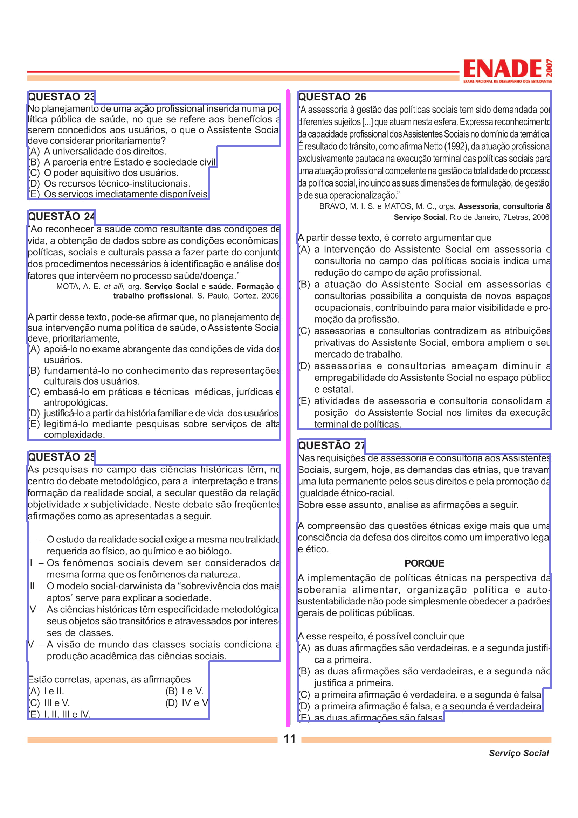 ENADE 2007
EXAME NACIONAL DE DESEMPENHO DOS ESTUDANTES
QUESTÃO 23
No planejamento de uma ação profissional inserida numa po-
lítica pública de saúde, no que se refere aos benefícios a
serem concedidos aos usuários, o que o Assistente Social
deve considerar prioritariamente?
(A) A universalidade dos direitos.
(B) A parceria entre Estado e sociedade civil.
(C) O poder aquisitivo dos usuários.
(D) Os recursos técnico-institucionais.
(E) Os serviços imediatamente disponíveis.
QUESTÃO 24
“Ao reconhecer a saúde como resultante das condições de
vida, a obtenção de dados sobre as condições econômicas,
políticas, sociais e culturais passa a fazer parte do conjunto
dos procedimentos necessários à identificação e análise dos
fatores que intervêem no processo saúde/doença.”
MOTA, A. E. et alli, org. Serviço Social e saúde. Formação e
trabalho profissional. S. Paulo, Cortez, 2006.
A partir desse texto, pode-se afirmar que, no planejamento de
sua intervenção numa política de saúde, o Assistente Social
deve, prioritariamente,
(A) apoiá-lo no exame abrangente das condições de vida dos
usuários.
(B) fundamentá-lo no conhecimento das representações
culturais dos usuários.
(C) embasá-lo em práticas e técnicas médicas, jurídicas e
antropológicas.
(D) justificá-lo a partir da história familiar e de vida dos usuários.
(E) legitimá-lo mediante pesquisas sobre serviços de alta
complexidade.
QUESTÃO 25
As pesquisas no campo das ciências históricas têm, no
centro do debate metodológico, para a interpretação e trans-
formação da realidade social, a secular questão da relação
objetividade x subjetividade. Neste debate são freqüentes
afirmações como as apresentadas a seguir.
I – O estudo da realidade social exige a mesma neutralidade
requerida ao físico, ao químico e ao biólogo.
II – Os fenômenos sociais devem ser considerados da
mesma forma que os fenômenos da natureza.
III – O modelo social-darwinista da “sobrevivência dos mais
aptos” serve para explicar a sociedade.
IV – As ciências históricas têm especificidade metodológica:
seus objetos são transitórios e atravessados por interes-
ses de classes.
V – A visão de mundo das classes sociais condiciona a
produção acadêmica das ciências sociais.
Estão corretas, apenas, as afirmações
(A) I e II. (B) I e V.
(C) III e V. (D) IV e V.
(E) I, II, III e IV.
QUESTÃO 26
“A assessoria à gestão das políticas sociais tem sido demandada por
diferentes sujeitos [...] que atuam nesta esfera. Expressa reconhecimento
da capacidade profissional dos Assistentes Sociais no domínio da temática.
É resultado do trânsito, como afirma Netto (1992), da atuação profissional
exclusivamente pautada na execução terminal das políticas sociais para
uma atuação profissional competente na gestão da totalidade do processo
da política social, incluindo as suas dimensões de formulação, de gestão
e de sua operacionalização.”
BRAVO, M. I. S. e MATOS, M. C., orgs. Assessoria, consultoria &
Serviço Social. Rio de Janeiro, 7Letras, 2006.
A partir desse texto, é correto argumentar que
(A) a intervenção do Assistente Social em assessoria e
consultoria no campo das políticas sociais indica uma
redução do campo de ação profissional.
(B) a atuação do Assistente Social em assessorias e
consultorias possibilita a conquista de novos espaços
ocupacionais, contribuindo para maior visibilidade e pro-
moção da profissão.
(C) assessorias e consultorias contradizem as atribuições
privativas do Assistente Social, embora ampliem o seu
mercado de trabalho.
(D) assessorias e consultorias ameaçam diminuir a
empregabilidade do Assistente Social no espaço público
e estatal.
(E) atividades de assessoria e consultoria consolidam a
posição do Assistente Social nos limites da execução
terminal de políticas.
QUESTÃO 27
Nas requisições de assessoria e consultoria aos Assistentes
Sociais, surgem, hoje, as demandas das etnias, que travam
uma luta permanente pelos seus direitos e pela promoção da
igualdade étnico-racial.
Sobre esse assunto, analise as afirmações a seguir.
A compreensão das questões étnicas exige mais que uma
consciência da defesa dos direitos como um imperativo legal
e ético.
PORQUE
A implementação de políticas étnicas na perspectiva da
soberania alimentar, organização política e auto-
sustentabilidade não pode simplesmente obedecer a padrões
gerais de políticas públicas.
A esse respeito, é possível concluir que
(A) as duas afirmações são verdadeiras, e a segunda justifi-
ca a primeira.
(B) as duas afirmações são verdadeiras, e a segunda não
justifica a primeira.
(C) a primeira afirmação é verdadeira, e a segunda é falsa.
(D) a primeira afirmação é falsa, e a segunda é verdadeira.
(E) as duas afirmações são falsas.
11
Serviço Social